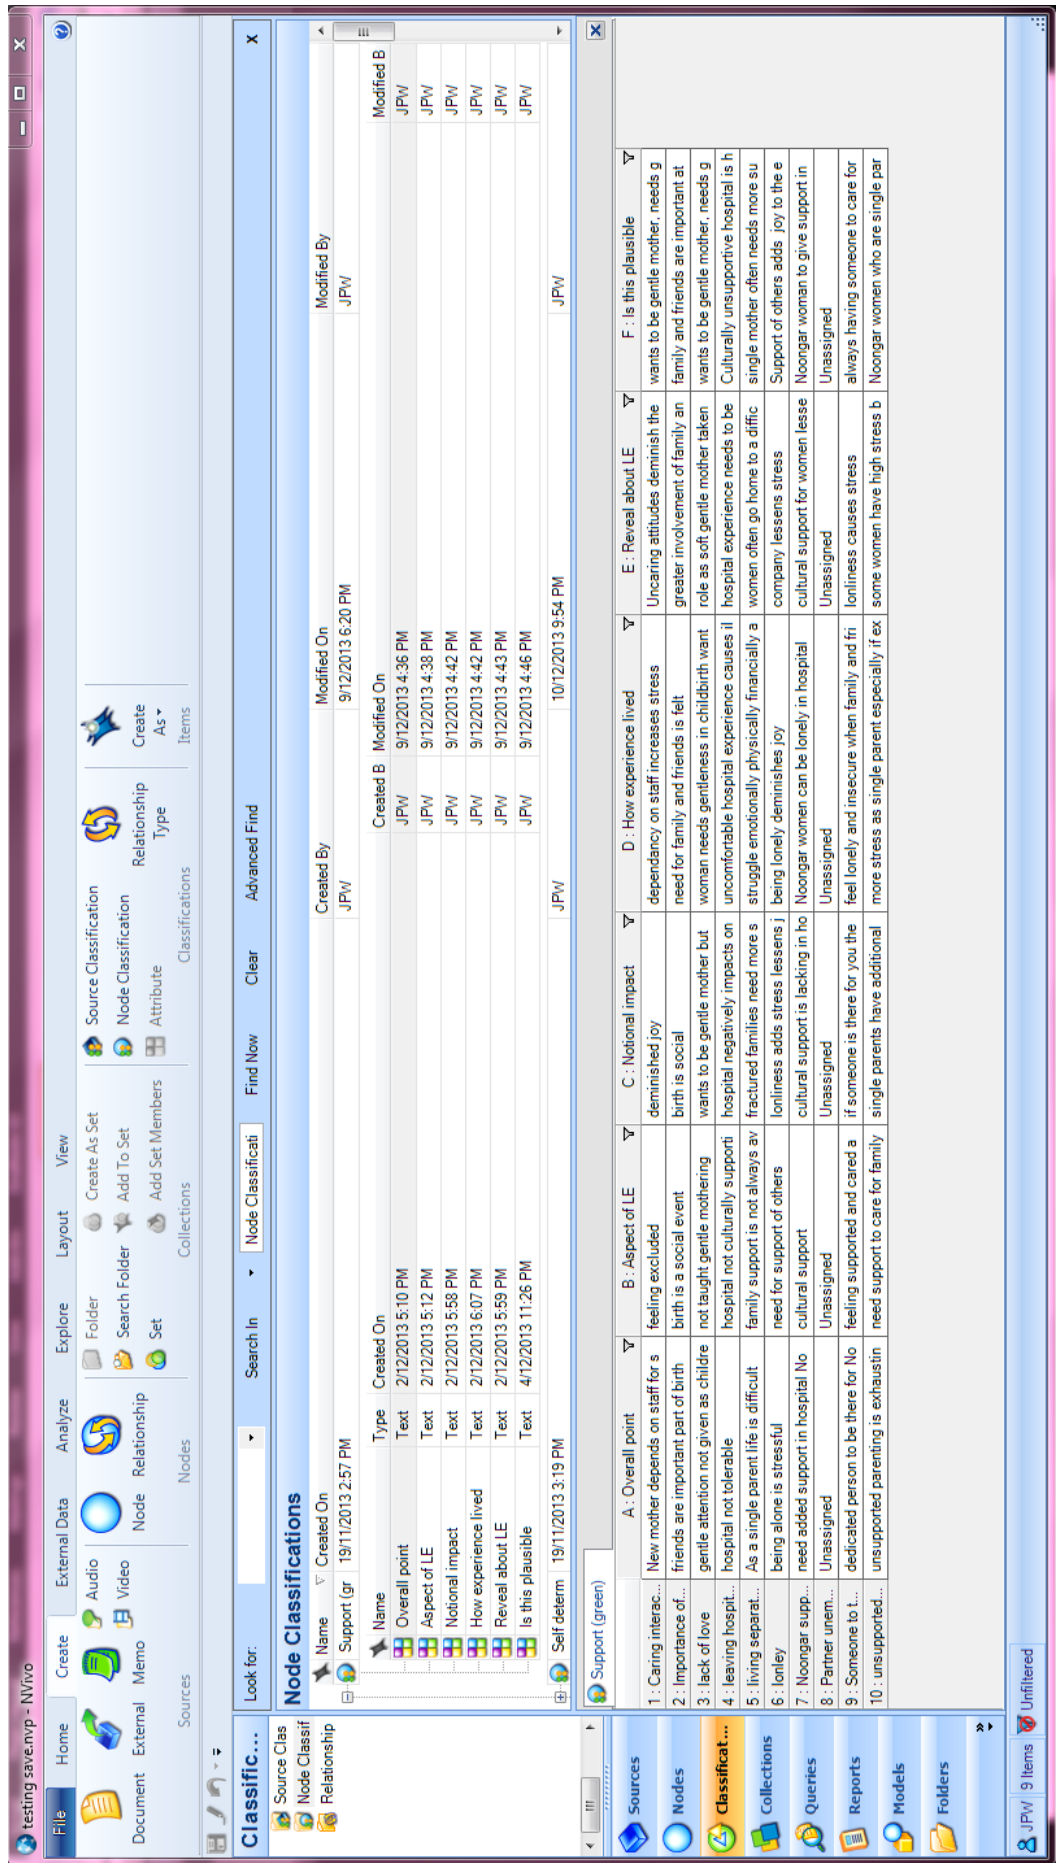 testing save.nvp - NVivo
File Home Create External Data Analyze Explore Layout View
Document External Memo Audio Video
Sources
Node Relationship
Nodes
Folder Search Folder Set Create As Set Add To Set Add Set Members
Collections
Source Classification Node Classification Attribute Relationship Type
Classifications
Create As
Items
Look for: Search In Node Classificati Find Now Clear Advanced Find X
Classific...
Source Clas
Node Classif
Relationship
Node Classifications
Name Created On Created By Modified On Modified By
Support (gr 19/11/2013 2:57 PM JPW 9/12/2013 6:20 PM JPW
Name Type Created On Created B Modified On Modified B
Overall point Text 2/12/2013 5:10 PM JPW 9/12/2013 4:36 PM JPW
Aspect of LE Text 2/12/2013 5:12 PM JPW 9/12/2013 4:38 PM JPW
Notional impact Text 2/12/2013 5:58 PM JPW 9/12/2013 4:42 PM JPW
How experience lived Text 2/12/2013 6:07 PM JPW 9/12/2013 4:42 PM JPW
Reveal about LE Text 2/12/2013 5:59 PM JPW 9/12/2013 4:43 PM JPW
Is this plausible Text 4/12/2013 11:26 PM JPW 9/12/2013 4:46 PM JPW
Self determ 19/11/2013 3:19 PM JPW 10/12/2013 9:54 PM JPW
Support (green)
A : Overall point B : Aspect of LE C : Notional impact D : How experience lived E : Reveal about LE F : Is this plausible
1 : Caring interac... New mother depends on staff for s feeling excluded deminished joy dependancy on staff increases stress Uncaring attitudes deminish the wants to be gentle mother, needs g
2 : Importance of... friends are important part of birth birth is a social event birth is social need for family and friends is felt greater involvement of family an family and friends are important at
3 : lack of love gentle attention not given as childre not taught gentle mothering wants to be gentle mother but woman needs gentleness in childbirth want role as soft gentle mother taken wants to be gentle mother, needs g
4 : leaving hospit... hospital not tolerable hospital not culturally supporti hospital negatively impacts on uncomfortable hospital experience causes il hospital experience needs to be Culturally unsupportive hospital is h
5 : living separat... As a single parent life is difficult family support is not always av fractured families need more s struggle emotionally physically financially a women often go home to a diffic single mother often needs more su
6 : lonley being alone is stressful need for support of others lonliness adds stress lessens j being lonely deminishes joy company lessens stress Support of others adds joy to the e
7 : Noongar supp... need added support in hospital No cultural support cultural support is lacking in ho Noongar women can be lonely in hospital cultural support for women lesse Noongar woman to give support in
8 : Partner unem... Unassigned Unassigned Unassigned Unassigned Unassigned Unassigned
9 : Someone to t... dedicated person to be there for No feeling supported and cared a if someone is there for you the feel lonely and insecure when family and fri lonliness causes stress always having someone to care for
10 : unsupported... unsupported parenting is exhaustin need support to care for family single parents have additional more stress as single parent especially if ex some women have high stress b Noongar women who are single par
Sources
Nodes
Classificat...
Collections
Queries
Reports
Models
Folders
JPW 9 Items Unfiltered